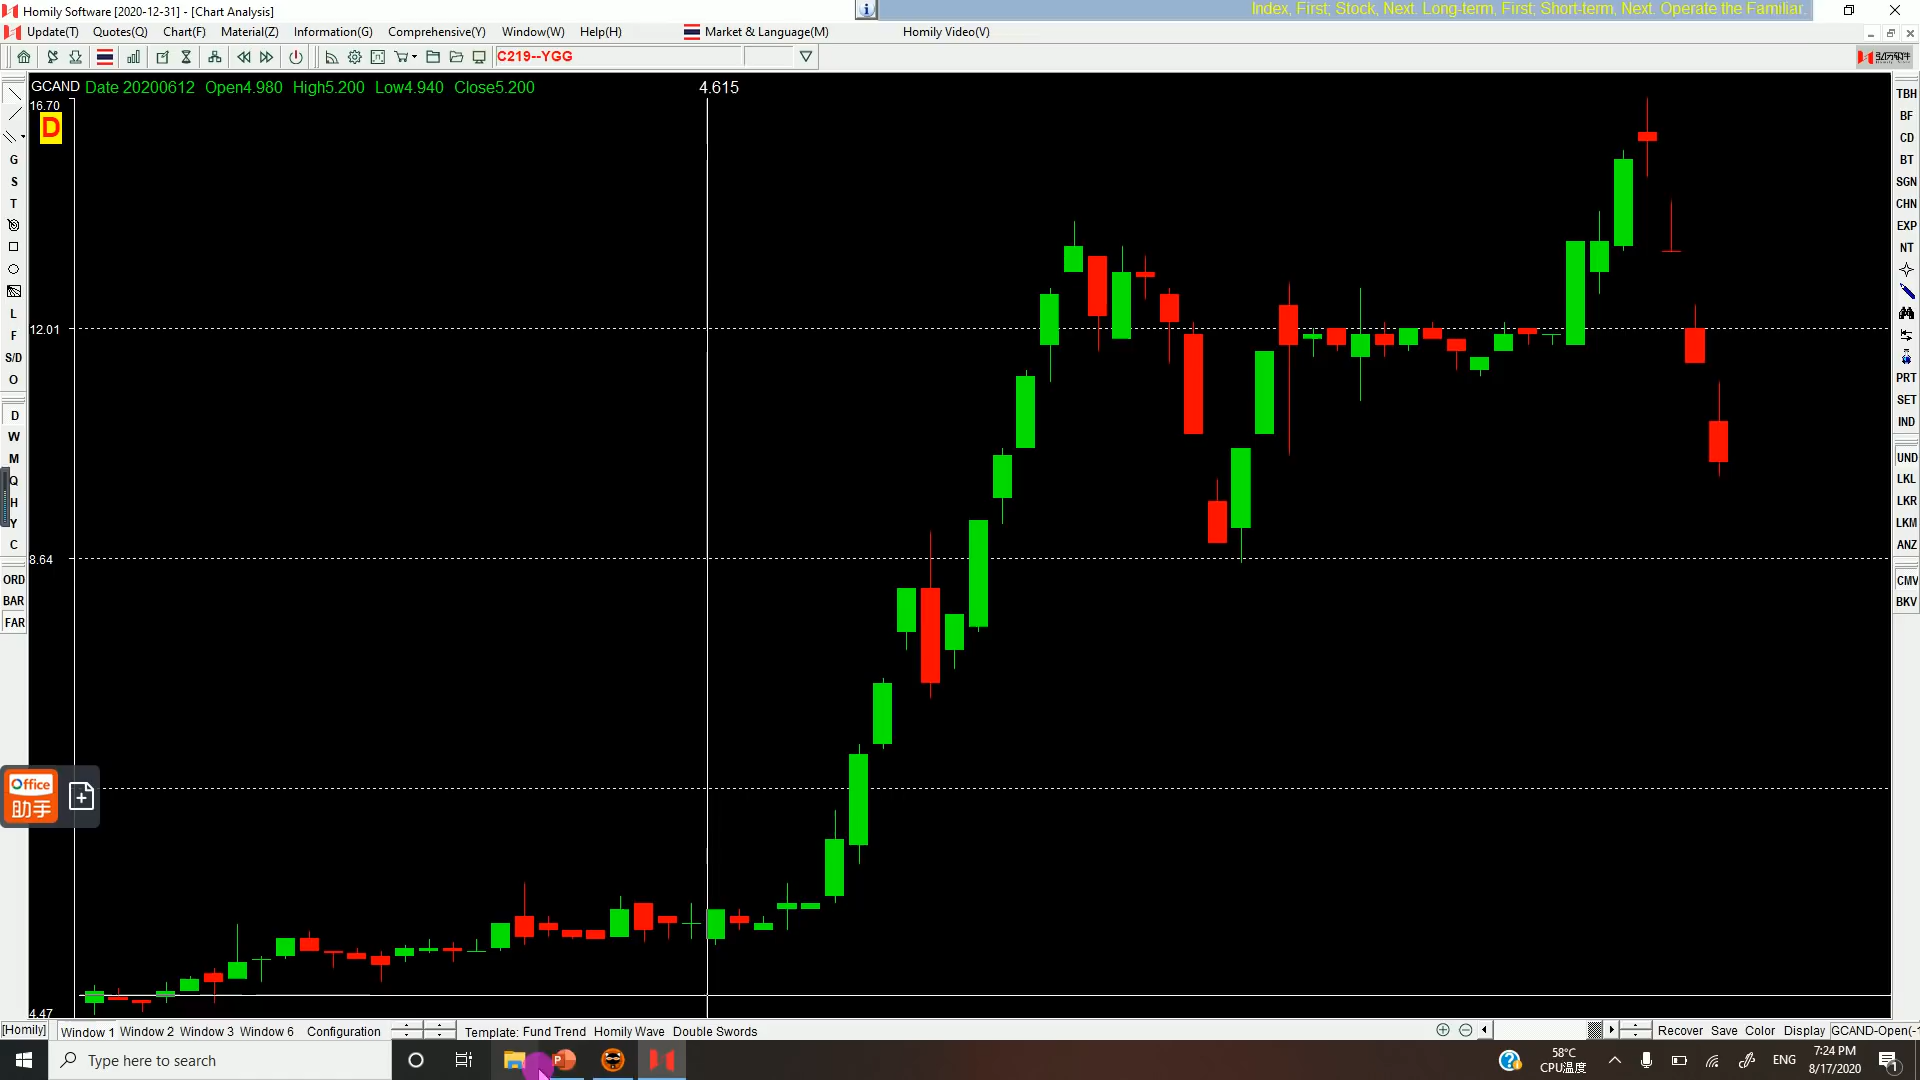 Homily Software [2020-12-31] - [Chart Analysis]
Index, First; Stock, Next. Long-term, First; Short-term, Next. Operate the Familiar,
Update(T) Quotes(Q) Chart(F) Material(Z) Information(G) Comprehensive(Y) Window(W) Help(H) Market & Language(M) Homily Video(V)
C219--YGG
GCAND Date 20200612 Open4.980 High5.200 Low4.940 Close5.200 4.615
16.70
D
12.01
8.64
4.47
G
S
T
L
F
S/D
O
D
W
M
Q
H
Y
C
ORD
BAR
FAR
Office
助手
TBH
BF
CD
BT
SGN
CHN
EXP
NT
PRT
SET
IND
UND
LKL
LKR
LKM
ANZ
CMV
BKV
[Homily] Window 1 Window 2 Window 3 Window 6 Configuration Template: Fund Trend Homily Wave Double Swords Recover Save Color Display GCAND-Open(-1
Type here to search
58°C
CPU温度
ENG
7:24 PM
8/17/2020
1